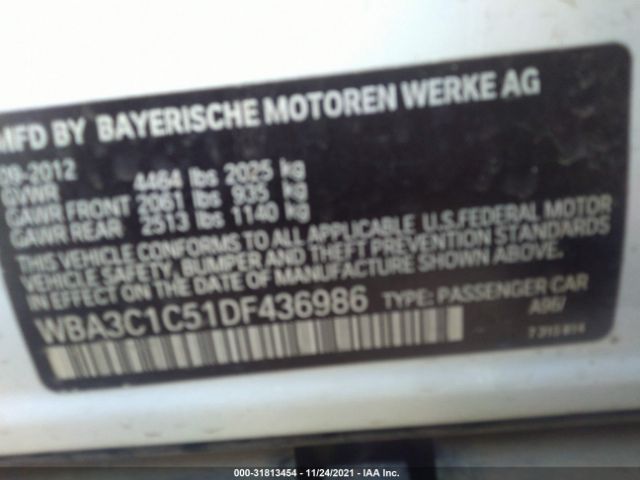 MFD BY BAYERISCHE MOTOREN WERKE AG
09-2012
GVWR 4464 lbs 2025 kg
GAWR FRONT 2061 lbs 935 kg
GAWR REAR 2513 lbs 1140 kg
THIS VEHICLE CONFORMS TO ALL APPLICABLE U.S.FEDERAL MOTOR
VEHICLE SAFETY, BUMPER AND THEFT PREVENTION STANDARDS
IN EFFECT ON THE DATE OF MANUFACTURE SHOWN ABOVE.
WBA3C1C51DF436986 TYPE: PASSENGER CAR
A96/
000-31813454 - 11/24/2021 - IAA Inc.